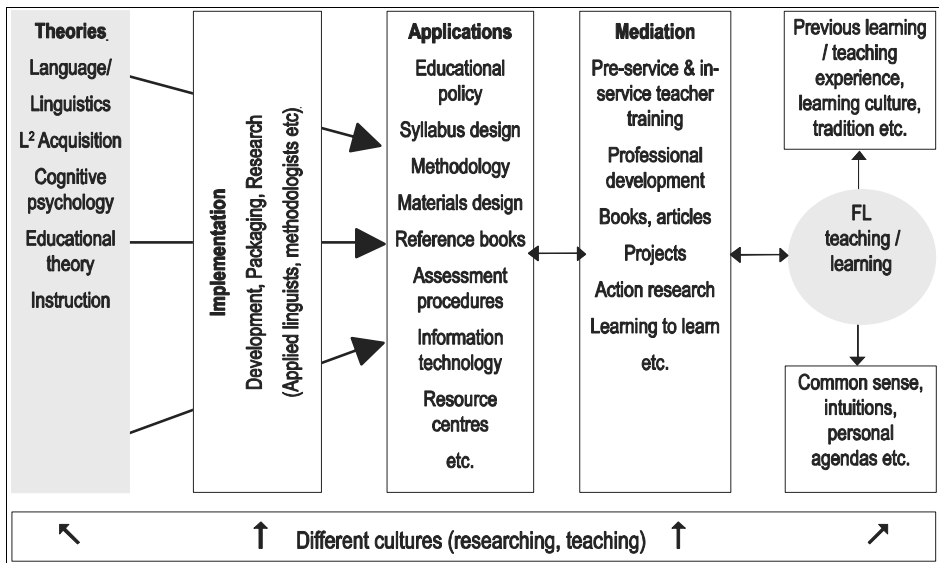 Theories
Language/
Linguistics
L² Acquisition
Cognitive
psychology
Educational
theory
Instruction
Implementation
Development, Packaging, Research
(Applied linguists, methodologists etc)
Applications
Educational
policy
Syllabus design
Methodology
Materials design
Reference books
Assessment
procedures
Information
technology
Resource
centres
etc.
Mediation
Pre-service & in-
service teacher
training
Professional
development
Books, articles
Projects
Action research
Learning to learn
etc.
Previous learning
/ teaching
experience,
learning culture,
tradition etc.
FL
teaching /
learning
Common sense,
intuitions,
personal
agendas etc.
Different cultures (researching, teaching)